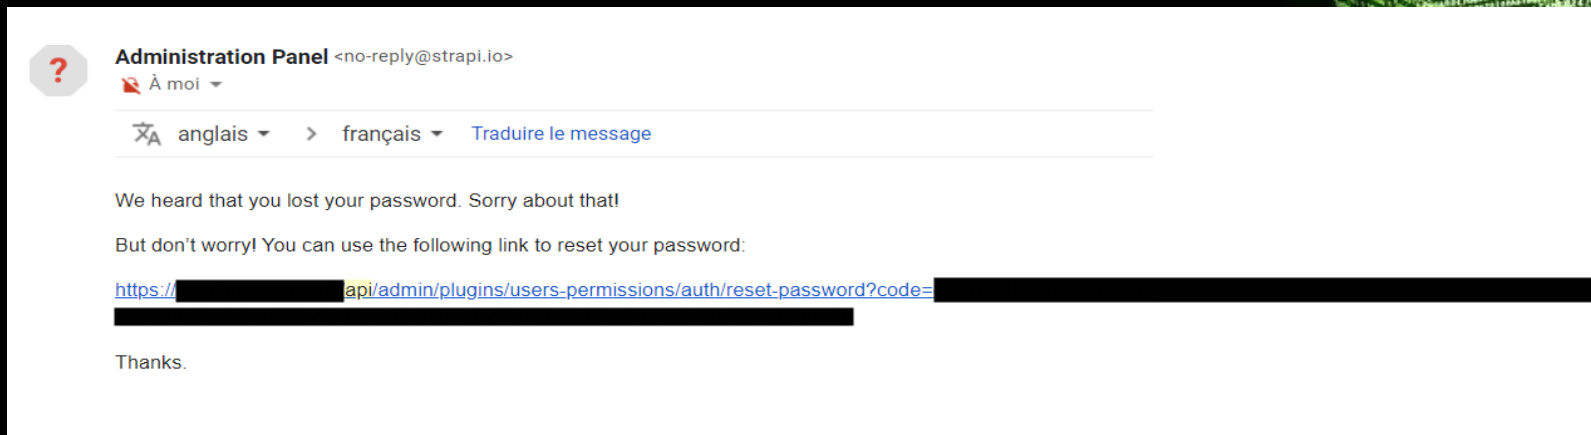 ?
Administration Panel <no-reply@strapi.io>
À moi
anglais > français Traduire le message
We heard that you lost your password. Sorry about that!
But don’t worry! You can use the following link to reset your password:
https:// api/admin/plugins/users-permissions/auth/reset-password?code=
Thanks.